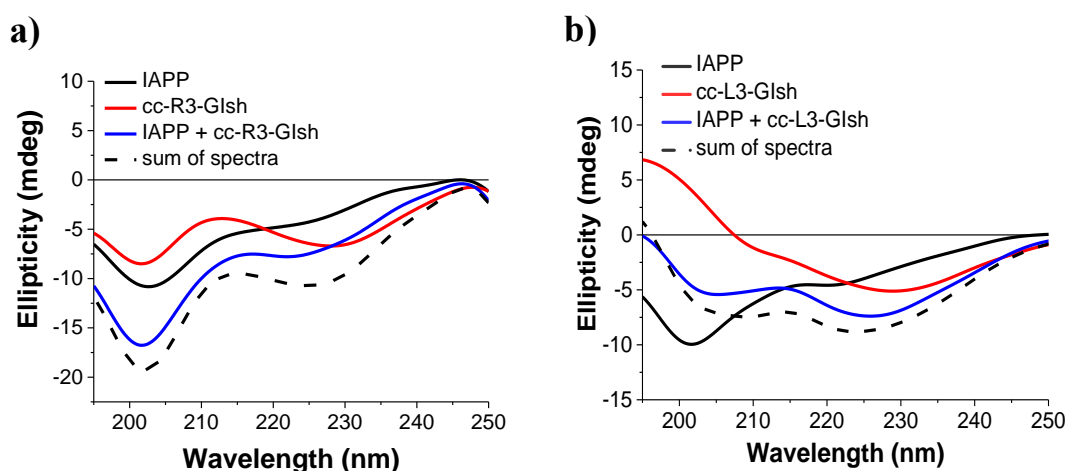 a)
10
5
0
-5
-10
-15
-20
Ellipticity (mdeg)
IAPP
cc-R3-GIsh
IAPP + cc-R3-GIsh
sum of spectra
200 210 220 230 240 250
Wavelength (nm)
b)
15
10
5
0
-5
-10
-15
Ellipticity (mdeg)
IAPP
cc-L3-GIsh
IAPP + cc-L3-GIsh
sum of spectra
200 210 220 230 240 250
Wavelength (nm)